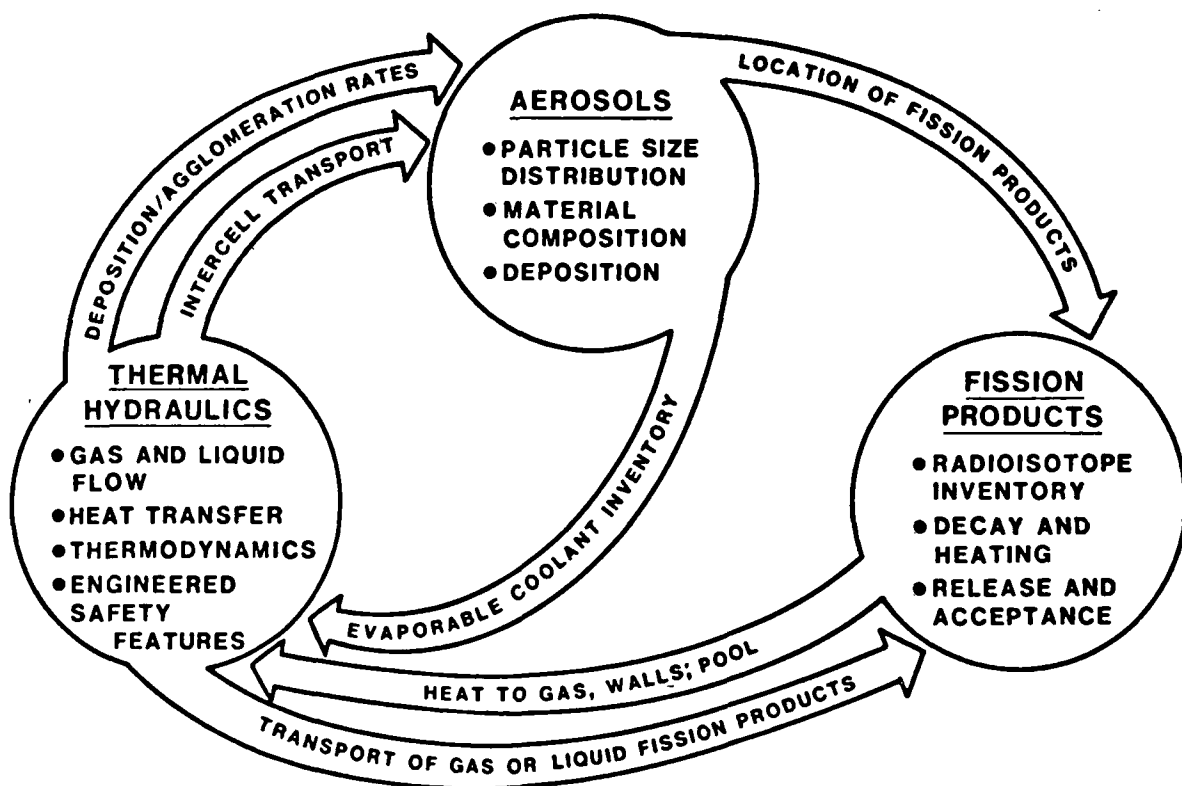 DEPOSITION/AGGLOMERATION RATES
INTERCELL TRANSPORT
AEROSOLS
● PARTICLE SIZE
DISTRIBUTION
● MATERIAL
COMPOSITION
● DEPOSITION
LOCATION OF FISSION PRODUCTS
THERMAL
HYDRAULICS
● GAS AND LIQUID
FLOW
● HEAT TRANSFER
● THERMODYNAMICS
● ENGINEERED
SAFETY
FEATURES
FISSION
PRODUCTS
● RADIOISOTOPE
INVENTORY
● DECAY AND
HEATING
● RELEASE AND
ACCEPTANCE
EVAPORABLE COOLANT INVENTORY
HEAT TO GAS, WALLS, POOL
TRANSPORT OF GAS OR LIQUID FISSION PRODUCTS